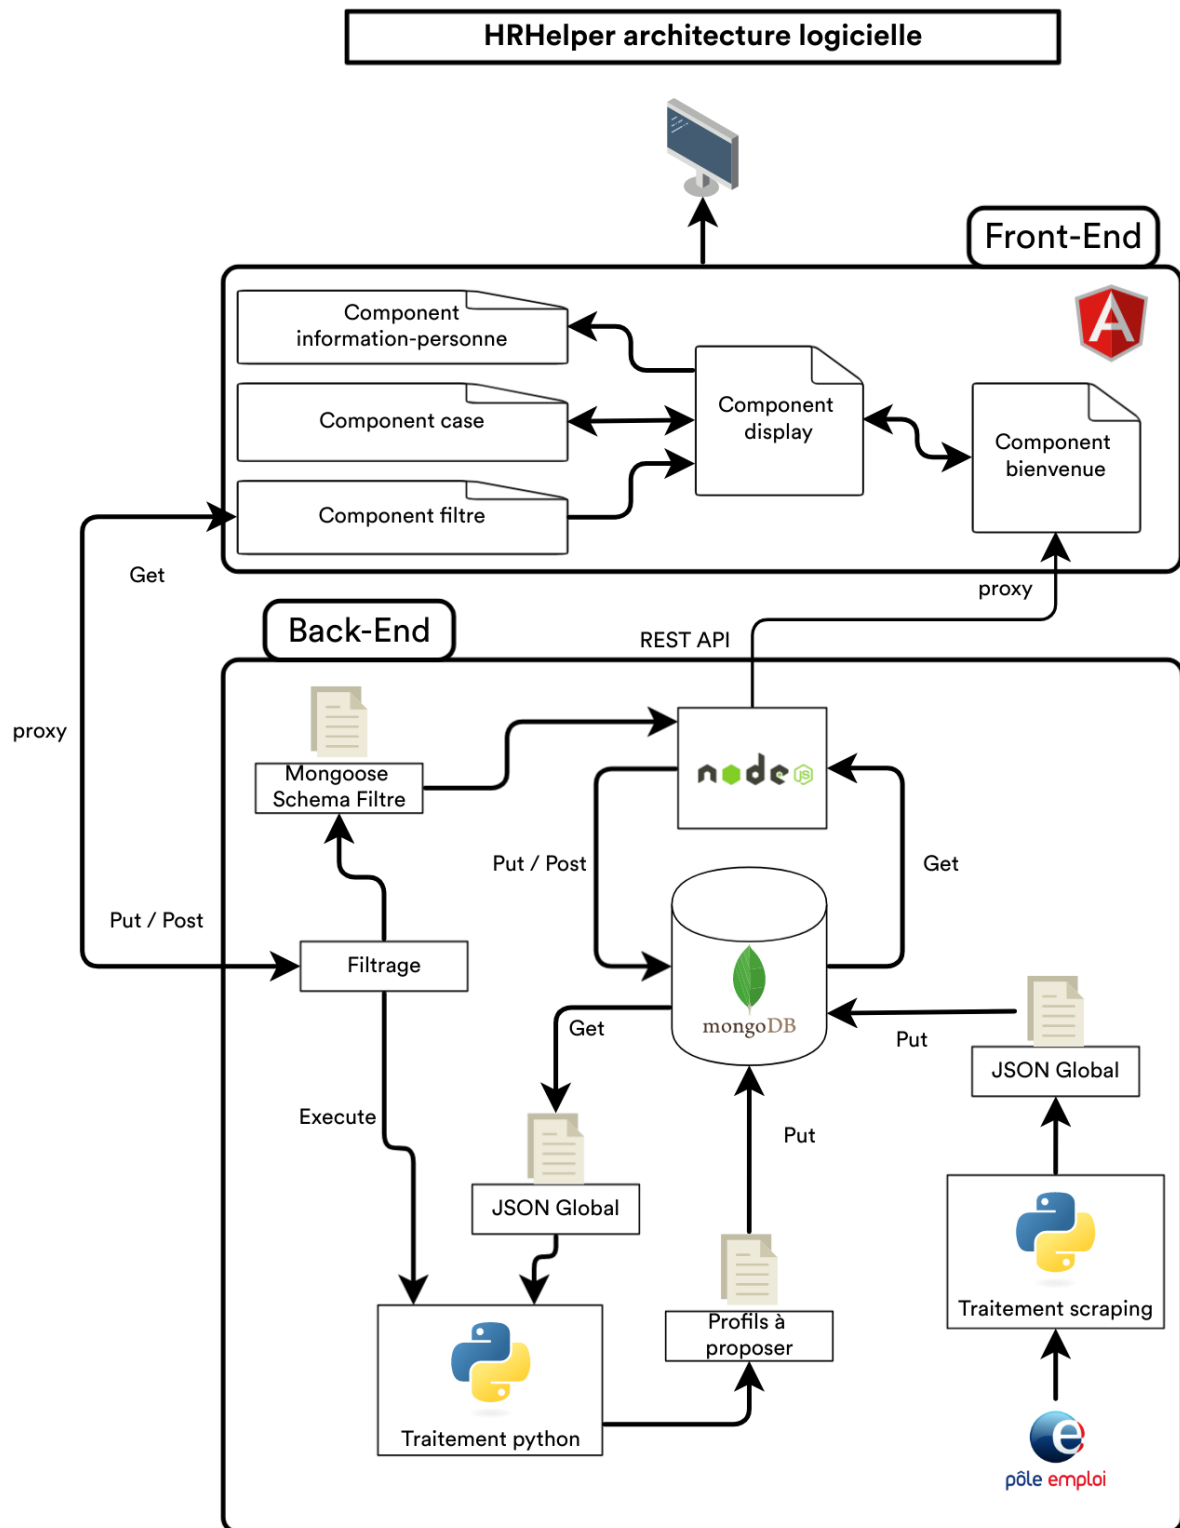 HRHelper architecture logicielle
Front-End
Component
information-personne
Component case
Component filtre
Component
display
Component
bienvenue
A
Get
proxy
Back-End
REST API
proxy
Mongoose
Schema Filtre
node
JS
Put / Post
Get
Put / Post
Filtrage
mongoDB
Get
Put
JSON Global
Execute
Put
JSON Global
Traitement scraping
Profils à
proposer
Traitement python
e
pôle emploi